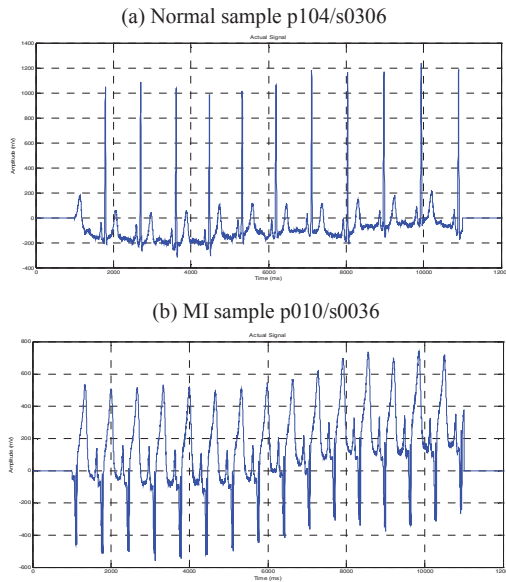 (a) Normal sample p104/s0306
Actual Signal
1400
1200
1000
800
600
400
200
0
-200
-400
Amplitude (mV)
0 2000 4000 6000 8000 10000 1200
Time (ms)
(b) MI sample p010/s0036
Actual Signal
800
600
400
200
0
-200
-400
-600
Amplitude (mV)
0 2000 4000 6000 8000 10000 1200
Time (ms)